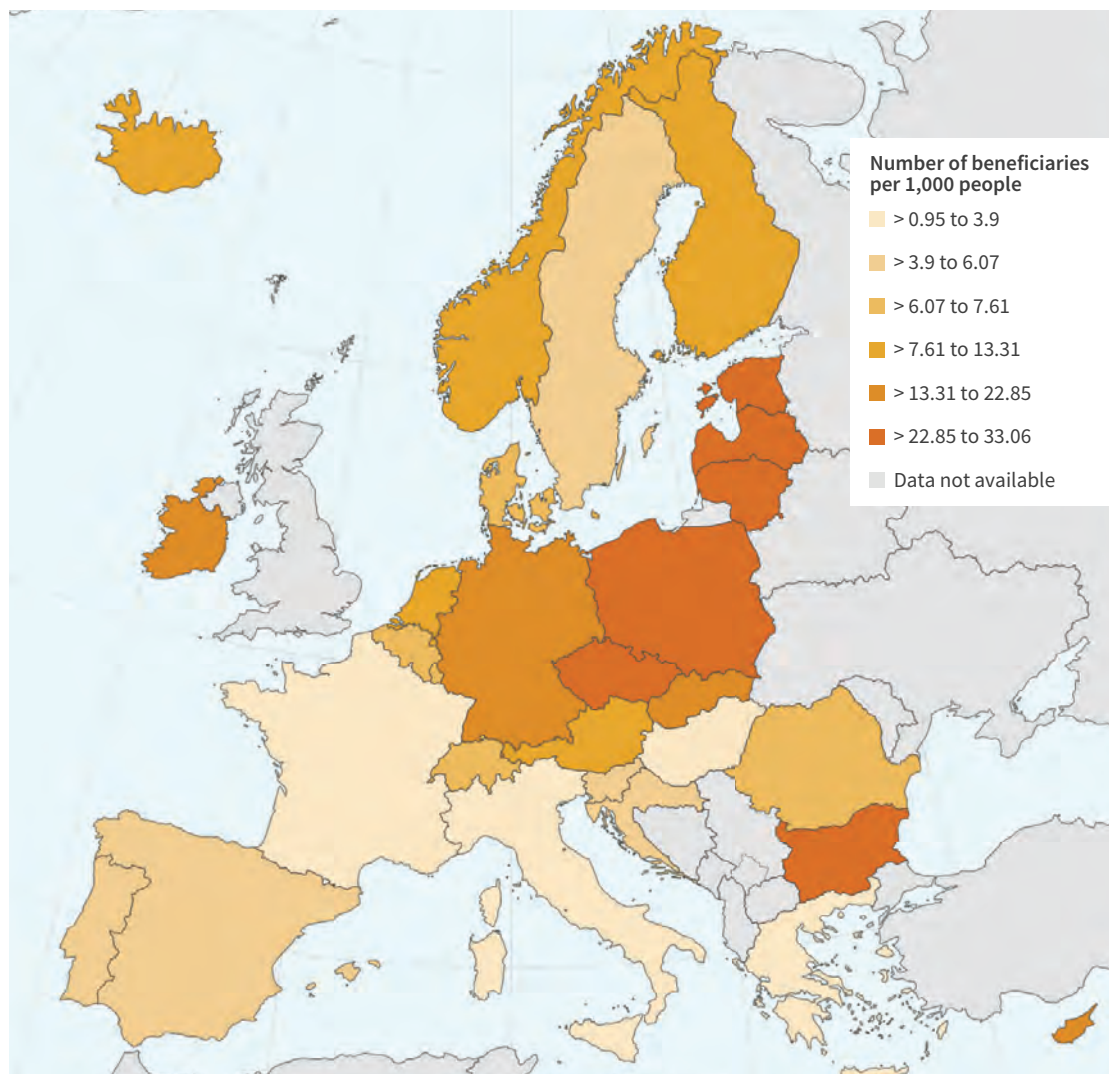 Number of beneficiaries
per 1,000 people
> 0.95 to 3.9
> 3.9 to 6.07
> 6.07 to 7.61
> 7.61 to 13.31
> 13.31 to 22.85
> 22.85 to 33.06
Data not available